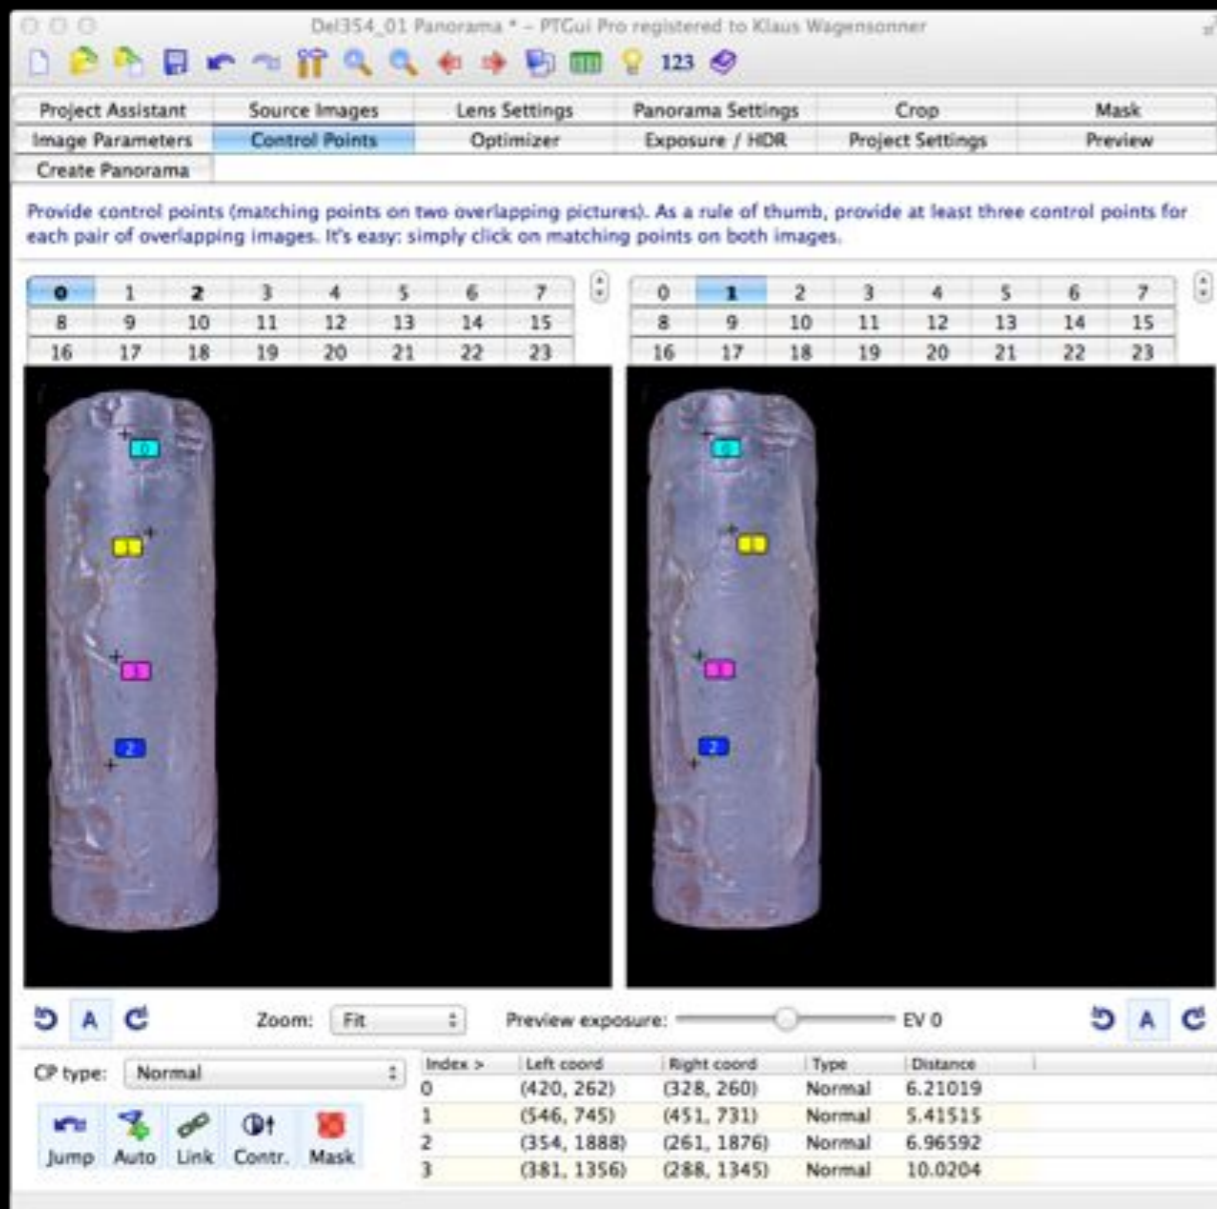 Del354_01 Panorama * – PTGui Pro registered to Klaus Wagensonner
123
Project Assistant Source Images Lens Settings Panorama Settings Crop Mask
Image Parameters Control Points Optimizer Exposure / HDR Project Settings Preview
Create Panorama
Provide control points (matching points on two overlapping pictures). As a rule of thumb, provide at least three control points for
each pair of overlapping images. It's easy: simply click on matching points on both images.
0 1 2 3 4 5 6 7 0 1 2 3 4 5 6 7
8 9 10 11 12 13 14 15 8 9 10 11 12 13 14 15
16 17 18 19 20 21 22 23 16 17 18 19 20 21 22 23
0 0
1 1
3 3
2 2
A Zoom: Fit Preview exposure: EV 0 A
CP type: Normal
Jump Auto Link Contr. Mask
Index > Left coord Right coord Type Distance
0 (420, 262) (328, 260) Normal 6.21019
1 (546, 745) (451, 731) Normal 5.41515
2 (354, 1888) (261, 1876) Normal 6.96592
3 (381, 1356) (288, 1345) Normal 10.0204